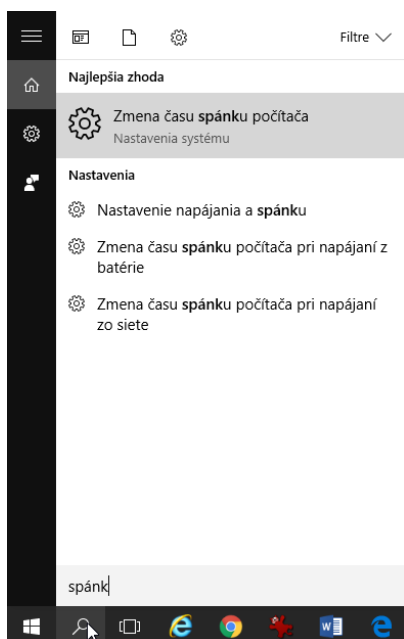 Filtre
Najlepšia zhoda
Zmena času spánku počítača
Nastavenia systému
Nastavenia
Nastavenie napájania a spánku
Zmena času spánku počítača pri napájaní z
batérie
Zmena času spánku počítača pri napájaní
zo siete
spánk